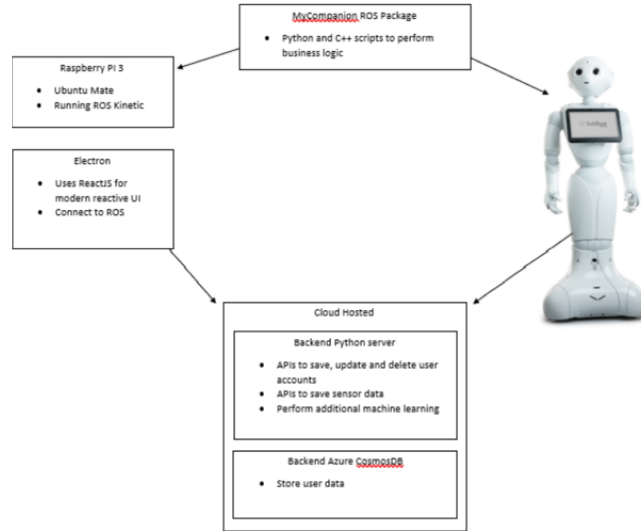 MyCompanion ROS Package
• Python and C++ scripts to perform
business logic
Raspberry PI 3
• Ubuntu Mate
• Running ROS Kinetic
Electron
• Uses ReactJS for
modern reactive UI
• Connect to ROS
Cloud Hosted
Backend Python server
• APIs to save, update and delete user
accounts
• APIs to save sensor data
• Perform additional machine learning
Backend Azure CosmosDB
• Store user data